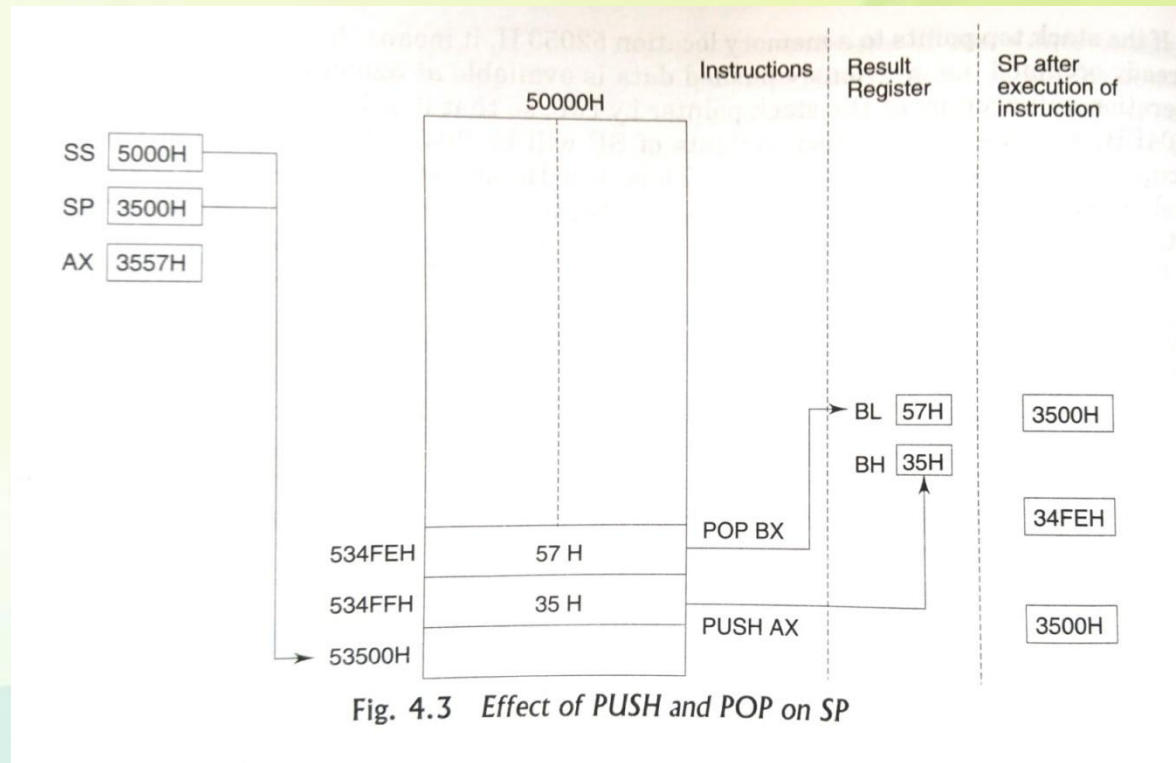 Instructions
Result
Register
SP after
execution of
instruction
50000H
SS 5000H
SP 3500H
AX 3557H
BL 57H
3500H
BH 35H
34FEH
POP BX
534FEH 57 H
534FFH 35 H
PUSH AX
3500H
53500H
Fig. 4.3 Effect of PUSH and POP on SP